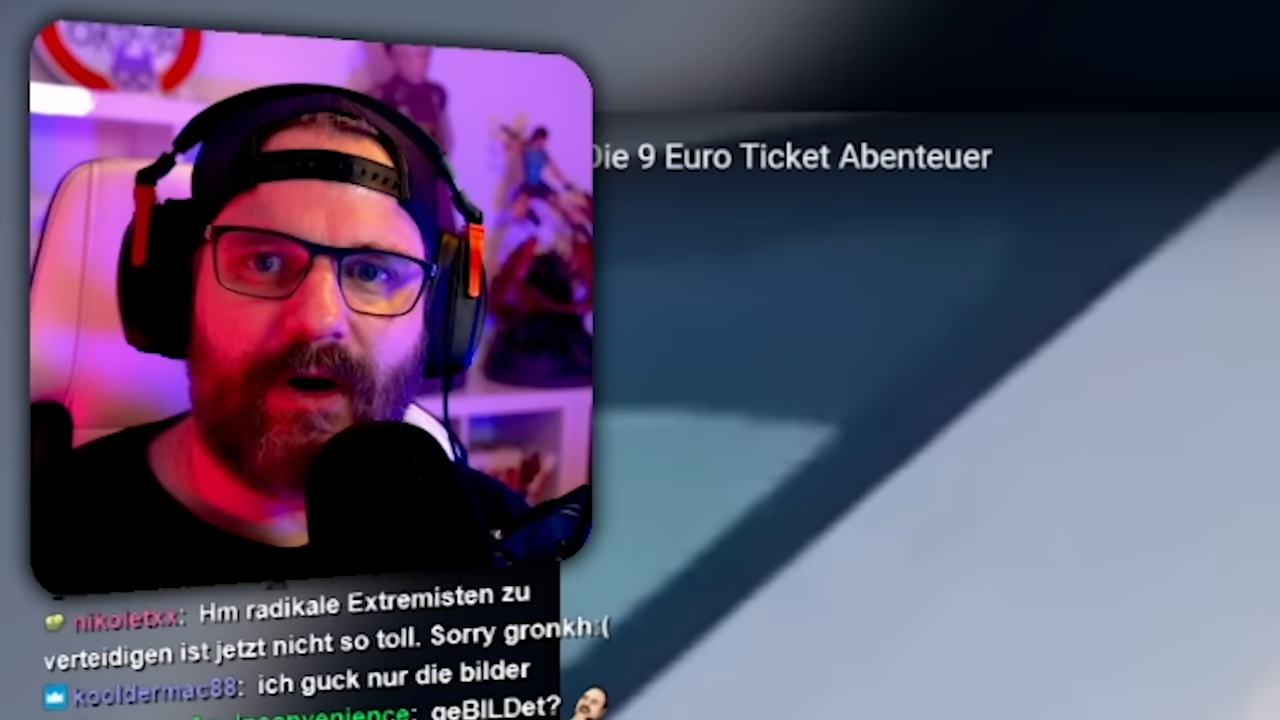 Die 9 Euro Ticket Abenteuer
nikoletxx: Hm radikale Extremisten zu
verteidigen ist jetzt nicht so toll. Sorry gronkh:(
kooldermac88: ich guck nur die bilder
geBILDet?